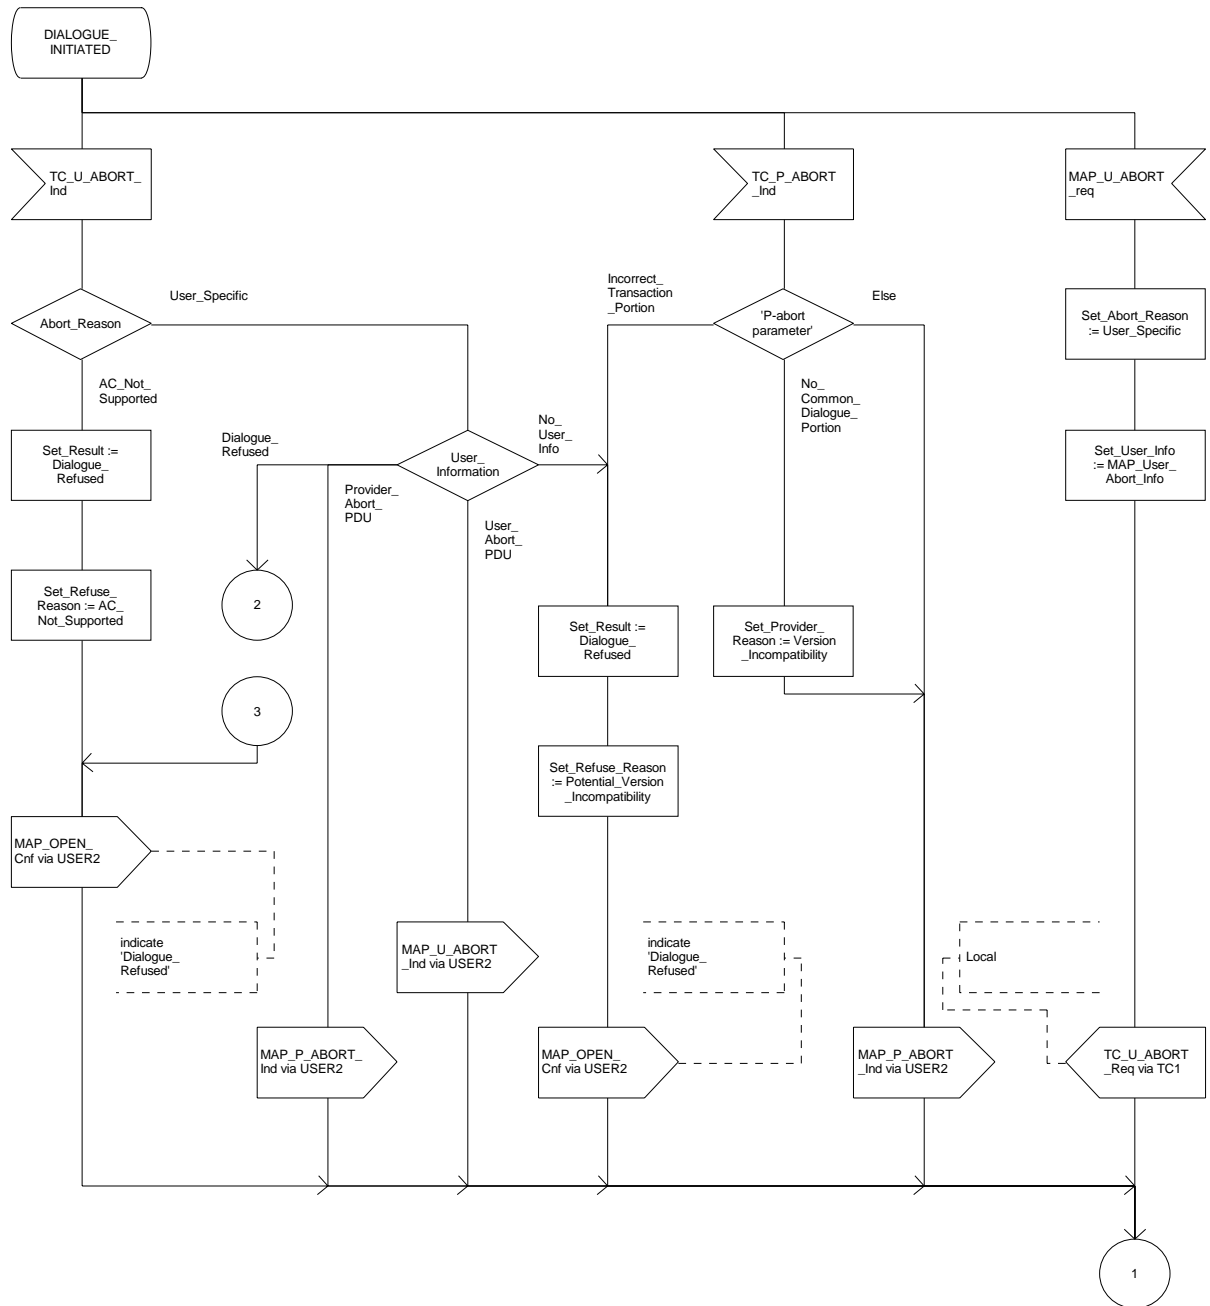 DIALOGUE_
INITIATED
TC_U_ABORT_
Ind
TC_P_ABORT
_Ind
MAP_U_ABORT
_req
User_Specific
Incorrect_
Transaction
_Portion
Else
Abort_Reason
'P-abort
parameter'
Set_Abort_Reason
:= User_Specific
AC_Not_
Supported
No_
Common_
Dialogue_
Portion
No_
User_
Info
Dialogue_
Refused
Set_Result :=
Dialogue_
Refused
User_
Information
Set_User_Info
:= MAP_User_
Abort_Info
Provider_
Abort_
PDU
User_
Abort_
PDU
Set_Refuse_
Reason := AC_
Not_Supported
2
Set_Result :=
Dialogue_
Refused
Set_Provider_
Reason := Version
_Incompatibility
3
Set_Refuse_Reason
:= Potential_Version
_Incompatibility
MAP_OPEN_
Cnf via USER2
indicate
'Dialogue_
Refused'
MAP_U_ABORT
_Ind via USER2
indicate
'Dialogue_
Refused'
Local
MAP_P_ABORT_
Ind via USER2
MAP_OPEN_
Cnf via USER2
MAP_P_ABORT
_Ind via USER2
TC_U_ABORT
_Req via TC1
1